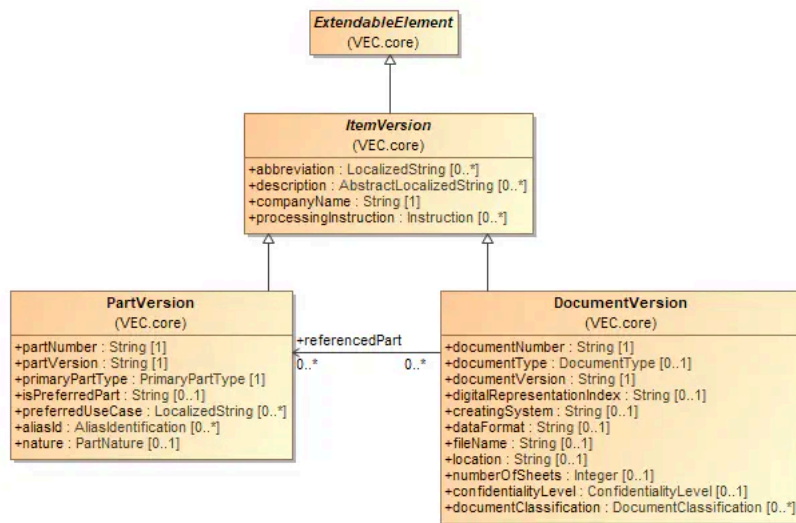 ExtendableElement
(VEC.core)
ItemVersion
(VEC.core)
+abbreviation : LocalizedString [0..*]
+description : AbstractLocalizedString [0..*]
+companyName : String [1]
+processingInstruction : Instruction [0..*]
PartVersion
(VEC.core)
+partNumber : String [1]
+partVersion : String [1]
+primaryPartType : PrimaryPartType [1]
+isPreferredPart : String [0..1]
+preferredUseCase : LocalizedString [0..*]
+aliasId : AliasIdentification [0..*]
+nature : PartNature [0..1]
+referencedPart
0..*
0..*
DocumentVersion
(VEC.core)
+documentNumber : String [1]
+documentType : DocumentType [0..1]
+documentVersion : String [1]
+digitalRepresentationIndex : String [0..1]
+creatingSystem : String [0..1]
+dataFormat : String [0..1]
+fileName : String [0..1]
+location : String [0..1]
+numberOfSheets : Integer [0..1]
+confidentialityLevel : ConfidentialityLevel [0..1]
+documentClassification : DocumentClassification [0..*]